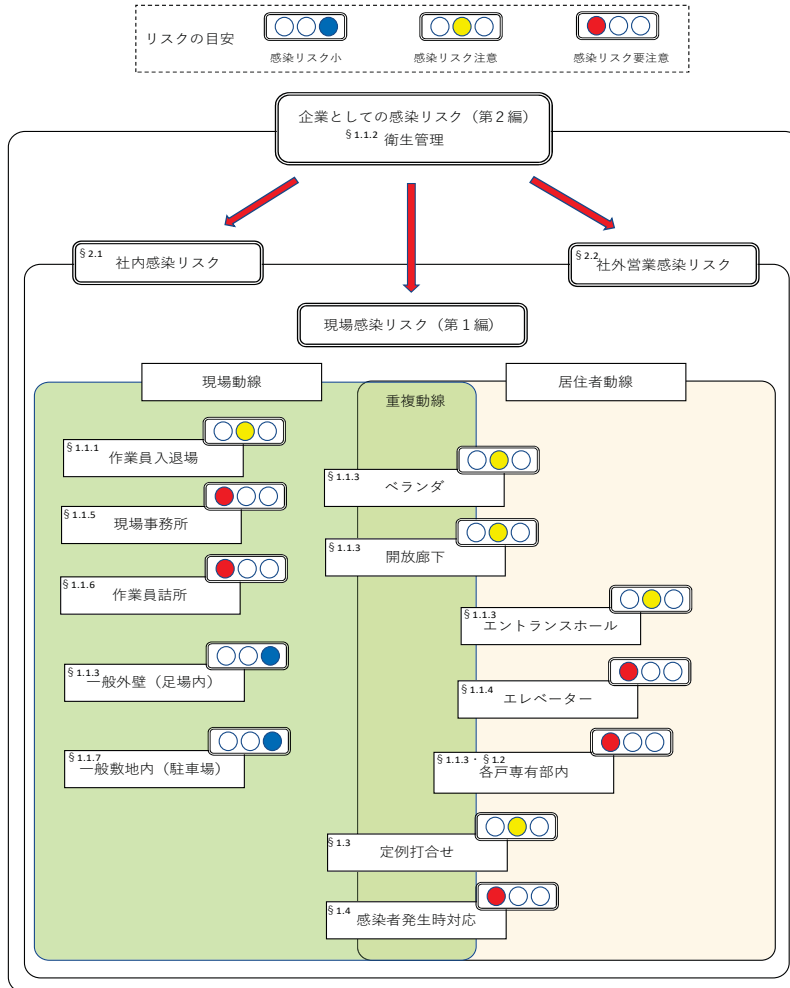 リスクの目安
感染リスク小
感染リスク注意
感染リスク要注意
企業としての感染リスク（第２編）
§1.1.2 衛生管理
§2.1 社内感染リスク
§2.2 社外営業感染リスク
現場感染リスク（第１編）
現場動線
重複動線
居住者動線
§1.1.1 作業員入退場
§1.1.3 ベランダ
§1.1.5 現場事務所
§1.1.3 開放廊下
§1.1.6 作業員詰所
§1.1.3 エントランスホール
§1.1.3 一般外壁（足場内）
§1.1.4 エレベーター
§1.1.7 一般敷地内（駐車場）
§1.1.3・§1.2 各戸専有部内
§1.3 定例打合せ
§1.4 感染者発生時対応